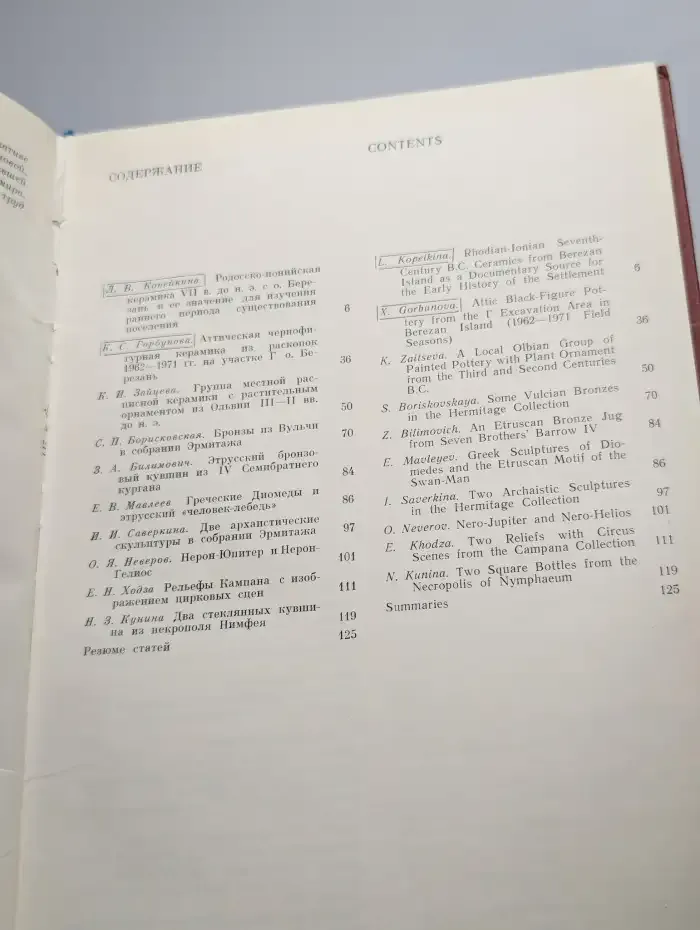 ативе
овой,
вшей
мира,
труд
СОДЕРЖАНИЕ
Л. В. Копейкина Родосско-ионийская
керамика VII в. до н. э. с о. Бере-
зань и ее значение для изучения
раннего периода существования
поселения 6
К. С. Горбунова. Аттическая чернофи-
гурная керамика из раскопок
1962—1971 гг. на участке Г о. Бе-
резань 36
К. И. Зайцева. Группа местной рас-
писной керамики с растительным
орнаментом из Ольвии III—II вв.
до н. э. 50
С. П. Борисковская. Бронзы из Вульчи
в собрании Эрмитажа 70
З. А. Билимович. Этрусский бронзо-
вый кувшин из IV Семибратнего
кургана 84
Е. В. Мавлеев Греческие Диомеды и
этрусский «человек-лебедь» 86
И. И. Саверкина. Две архаистические
скульптуры в собрании Эрмитажа 97
О. Я. Неверов. Нерон-Юпитер и Нерон-
Гелиос 101
Е. Н. Ходза Рельефы Кампана с изоб-
ражением цирковых сцен 111
Н. З. Кунина Два стеклянных кувши-
на из некрополя Нимфея 119
Резюме статей 125
CONTENTS
L. Kopeikina. Rhodian-Ionian Seventh-
Century B.C. Ceramics from Berezan
Island as a Documentary Source for
the Early History of the Settlement 6
X. Gorbunova. Attic Black-Figure Pot-
tery from the Г Excavation Area in
Berezan Island (1962—1971 Field
Seasons) 36
K. Zaitseva. A Local Olbian Group of
Painted Pottery with Plant Ornament
from the Third and Second Centuries
B.C. 50
S. Boriskovskaya. Some Vulcian Bronzes
in the Hermitage Collection 70
Z. Bilimovich. An Etruscan Bronze Jug
from Seven Brothers' Barrow IV 84
E. Mavleyev. Greek Sculptures of Dio-
medes and the Etruscan Motif of the
Swan-Man 86
I. Saverkina. Two Archaistic Sculptures
in the Hermitage Collection 97
O. Neverov. Nero-Jupiter and Nero-Helios 101
E. Khodza. Two Reliefs with Circus
Scenes from the Campana Collection 111
N. Kunina. Two Square Bottles from the
Necropolis of Nymphaeum 119
Summaries 125